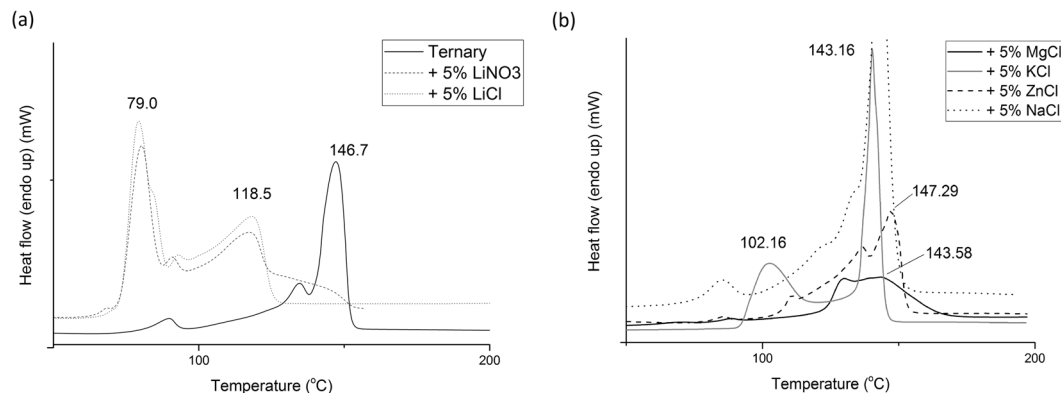 (a)
Ternary
+ 5% LiNO3
+ 5% LiCl
79.0
118.5
146.7
Heat flow (endo up) (mW)
100
200
Temperature (°C)
(b)
143.16
+ 5% MgCl
+ 5% KCl
+ 5% ZnCl
+ 5% NaCl
147.29
102.16
143.58
Heat flow (endo up) (mW)
100
200
Temperature (°C)